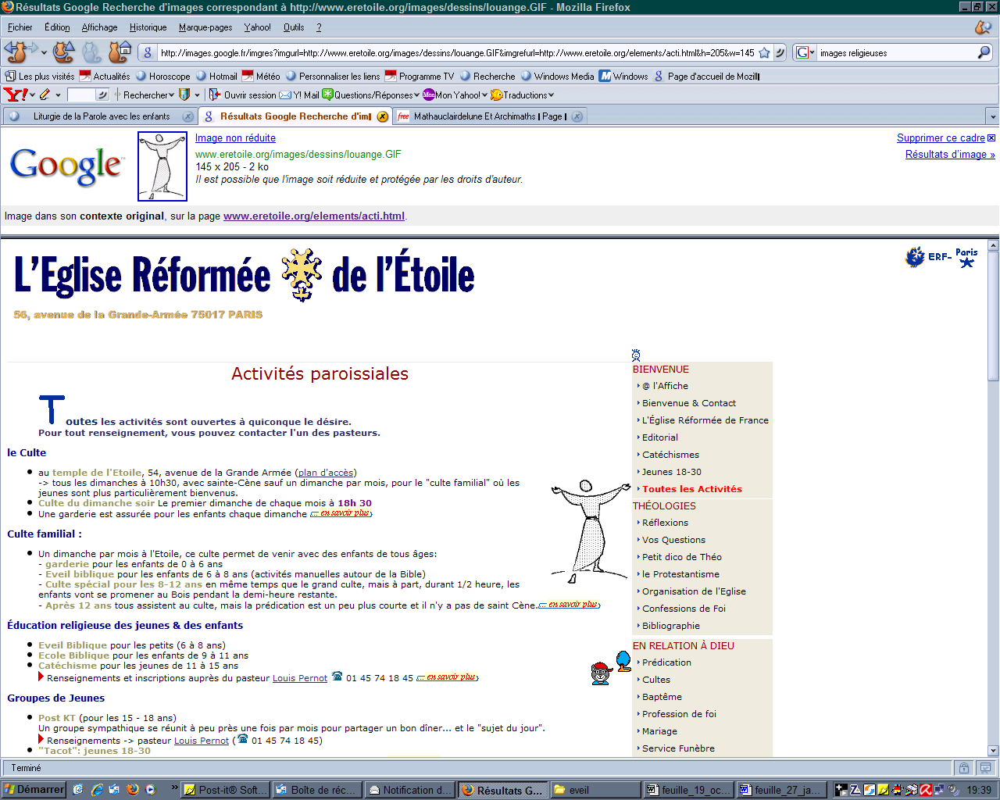 Résultats Google Recherche d'images correspondant à http://www.eretoile.org/images/dessins/louange.GIF - Mozilla Firefox
Fichier Édition Affichage Historique Marque-pages Yahoo! Outils ?
http://images.google.fr/imgres?imgurl=http://www.eretoile.org/images/dessins/louange.GIF&imgrefurl=http://www.eretoile.org/elements/acti.html&h=205&w=145 G images religieuses
Les plus visités Actualités Horoscope Hotmail Météo Personnaliser les liens Programme TV Recherche Windows Media Windows Page d'accueil de Mozill
Y! Rechercher Ouvrir session Y! Mail Questions/Réponses Mon Yahoo! Traductions
Liturgie de la Parole avec les enfants Résultats Google Recherche d'im free Mathauclairdelune Et Archimaths | Page |
Google
Image non réduite
www.eretoile.org/images/dessins/louange.GIF
145 x 205 - 2 ko
Il est possible que l'image soit réduite et protégée par les droits d'auteur.
Supprimer ce cadre
Résultats d'image »
Image dans son contexte original, sur la page www.eretoile.org/elements/acti.html.
L'Eglise Réformée de l'Étoile
56, avenue de la Grande-Armée 75017 PARIS
ERF- Paris
Activités paroissiales
Toutes les activités sont ouvertes à quiconque le désire.
Pour tout renseignement, vous pouvez contacter l'un des pasteurs.
le Culte
au temple de l'Etoile, 54, avenue de la Grande Armée (plan d'accès)
-> tous les dimanches à 10h30, avec sainte-Cène sauf un dimanche par mois, pour le "culte familial" où les
jeunes sont plus particulièrement bienvenus.
Culte du dimanche soir Le premier dimanche de chaque mois à 18h 30
Une garderie est assurée pour les enfants chaque dimanche (... en savoir plus)
Culte familial :
Un dimanche par mois à l'Etoile, ce culte permet de venir avec des enfants de tous âges:
- garderie pour les enfants de 0 à 6 ans
- Eveil biblique pour les enfants de 6 à 8 ans (activités manuelles autour de la Bible)
- Culte spécial pour les 8-12 ans en même temps que le grand culte, mais à part, durant 1/2 heure, les
enfants vont se promener au Bois pendant la demi-heure restante.
- Après 12 ans tous assistent au culte, mais la prédication est un peu plus courte et il n'y a pas de saint Cène.(... en savoir plus)
Éducation religieuse des jeunes & des enfants
Eveil Biblique pour les petits (6 à 8 ans)
Ecole Biblique pour les enfants de 9 à 11 ans
Catéchisme pour les jeunes de 11 à 15 ans
Renseignements et inscriptions auprès du pasteur Louis Pernot 01 45 74 18 45 (... en savoir plus)
Groupes de Jeunes
Post KT (pour les 15 - 18 ans)
Un groupe sympathique se réunit à peu près une fois par mois pour partager un bon dîner... et le "sujet du jour".
Renseignements -> pasteur Louis Pernot ( 01 45 74 18 45)
"Tacot": jeunes 18-30
BIENVENUE
@ l'Affiche
Bienvenue & Contact
L'Église Réformée de France
Editorial
Catéchismes
Jeunes 18-30
Toutes les Activités
THÉOLOGIES
Réflexions
Vos Questions
Petit dico de Théo
le Protestantisme
Organisation de l'Eglise
Confessions de Foi
Bibliographie
EN RELATION À DIEU
Prédication
Cultes
Baptême
Profession de foi
Mariage
Service Funèbre
Terminé
Démarrer » Post-it® Soft... Boîte de réc... Notification d... Résultats G... eveil feuille_19_oc... feuille_27_ja... 19:39